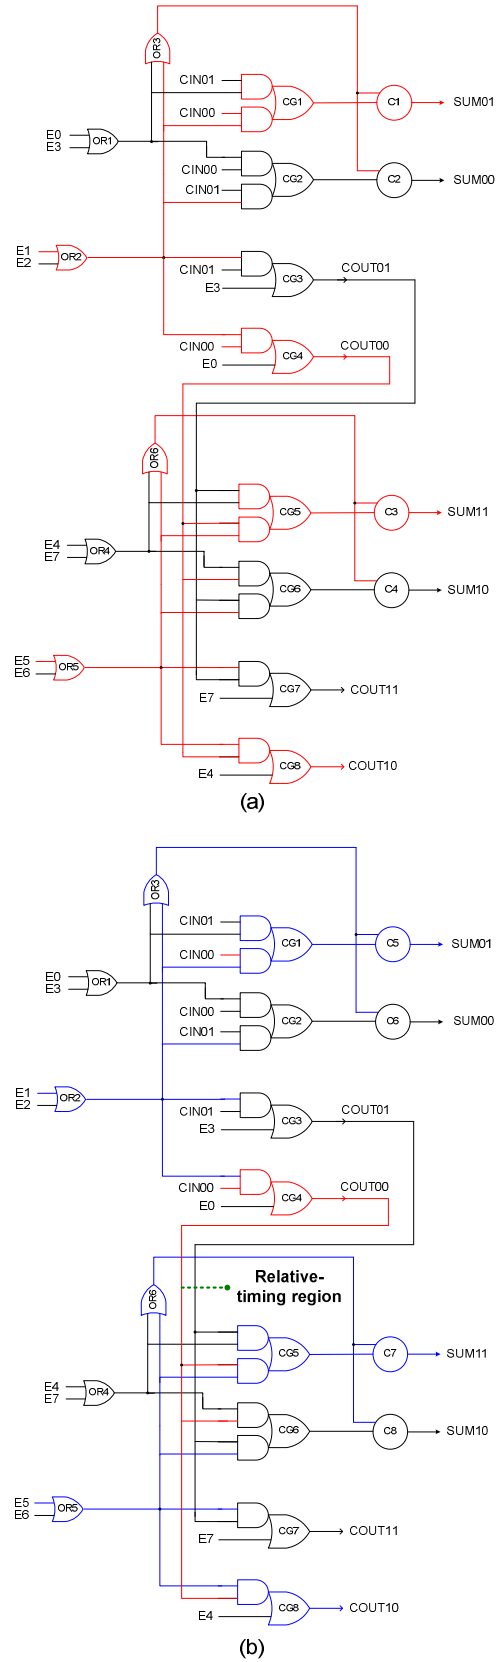 OR3
CIN01
CG1
C1
SUM01
CIN00
E0
E3
OR1
CIN00
CG2
C2
SUM00
CIN01
E1
E2
OR2
CIN01
CG3
COUT01
E3
CIN00
CG4
COUT00
E0
OR6
CG5
C3
SUM11
E4
E7
OR4
CG6
C4
SUM10
E5
E6
OR5
CG7
E7
COUT11
CG8
COUT10
E4
(a)
OR3
CIN01
CG1
C5
SUM01
CIN00
E0
E3
OR1
CIN00
CG2
C6
SUM00
CIN01
E1
E2
OR2
CIN01
CG3
COUT01
E3
CIN00
CG4
COUT00
E0
Relative-
timing region
OR6
CG5
C7
SUM11
E4
E7
OR4
CG6
C8
SUM10
E5
E6
OR5
CG7
COUT11
E7
CG8
COUT10
E4
(b)